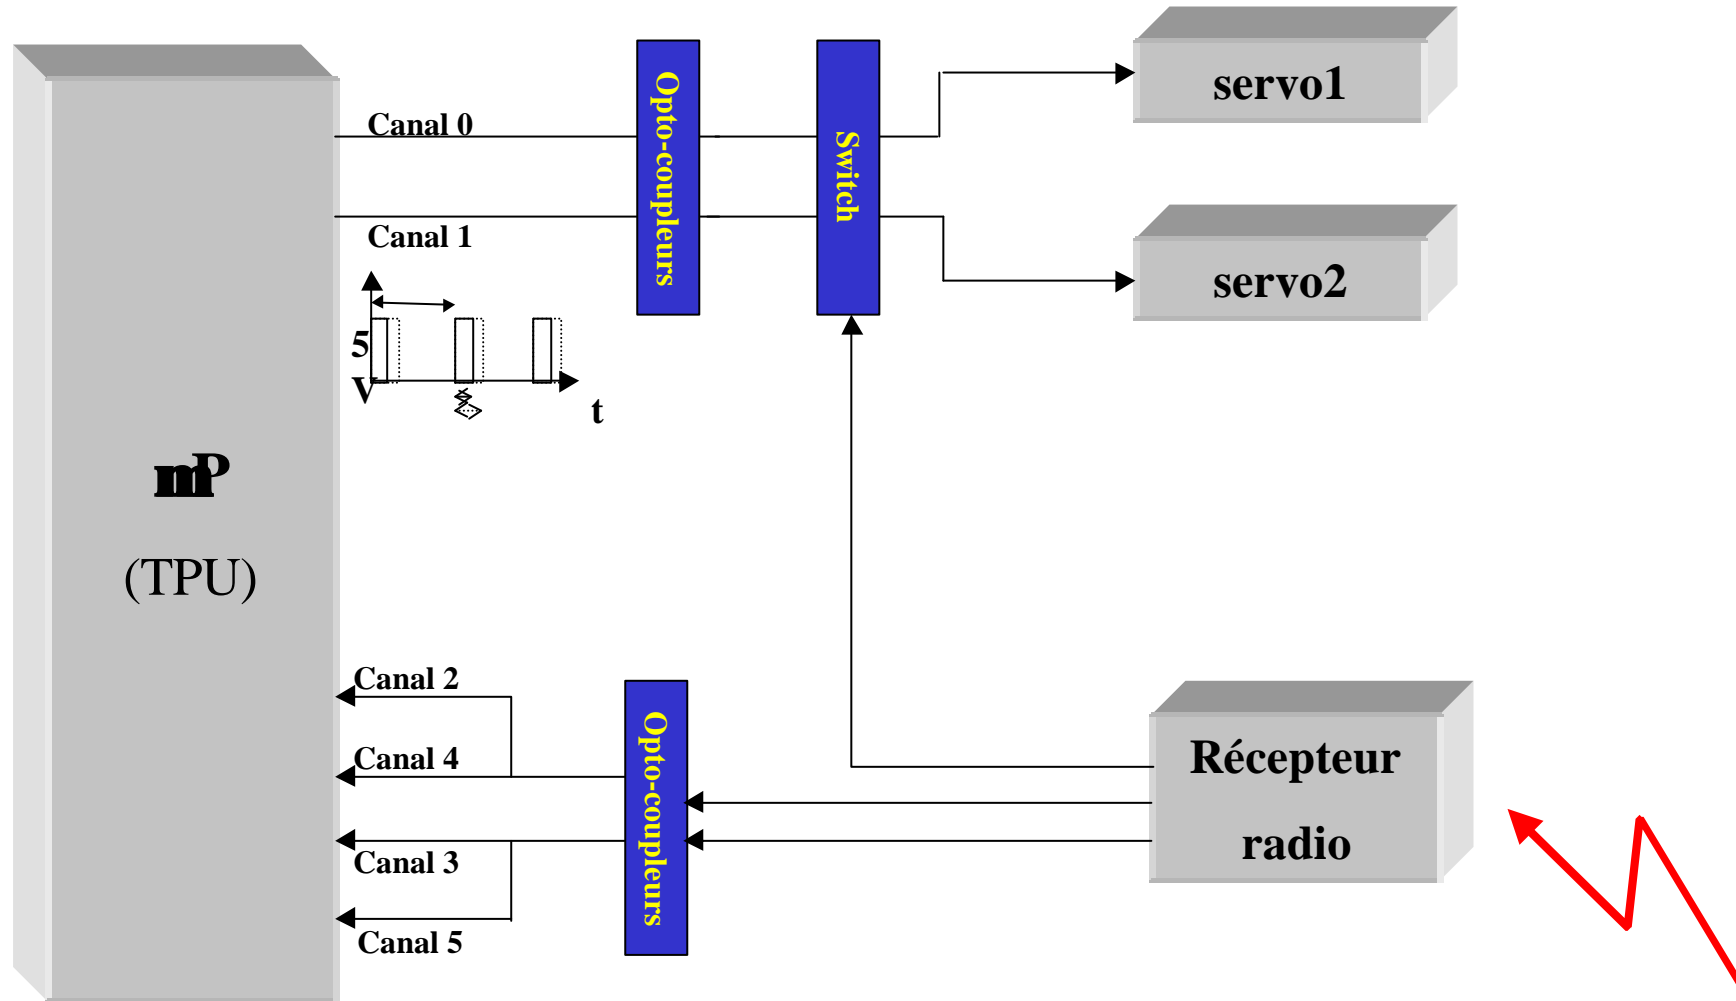 servo1
Canal 0
Opto-coupleurs
Switch
Canal 1
servo2
5
V
t
mP
(TPU)
Canal 2
Canal 4
Canal 3
Canal 5
Opto-coupleurs
Récepteur
radio